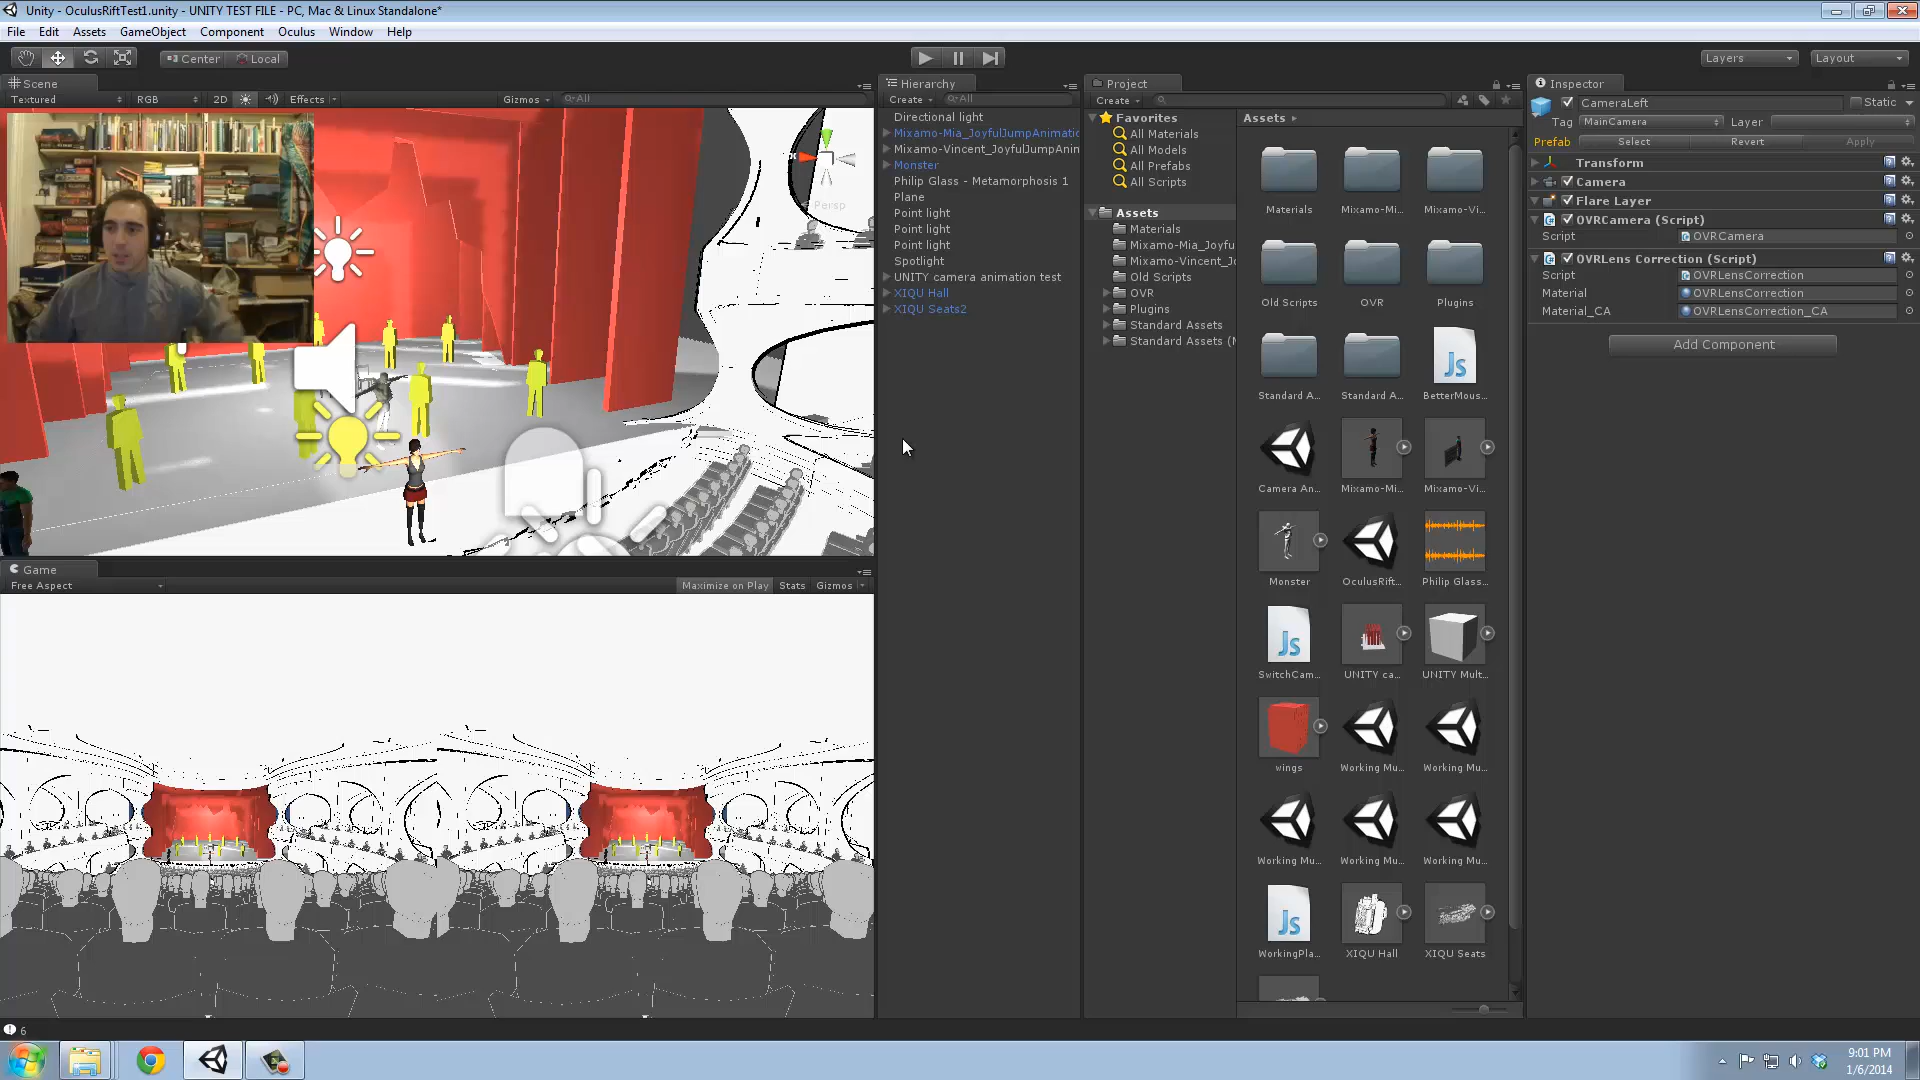 Unity - OculusRiftTest1.unity - UNITY TEST FILE - PC, Mac & Linux Standalone*
File Edit Assets GameObject Component Oculus Window Help
Center Local Layers Layout
Scene
Textured RGB 2D Effects Gizmos All
Persp
Game
Free Aspect Maximize on Play Stats Gizmos
Hierarchy
Create All
Directional light
Mixamo-Mia_JoyfulJumpAnimatic
Mixamo-Vincent_JoyfulJumpAnin
Monster
Philip Glass - Metamorphosis 1
Plane
Point light
Point light
Point light
Spotlight
UNITY camera animation test
XIQU Hall
XIQU Seats2
Project
Create
Favorites
All Materials
All Models
All Prefabs
All Scripts
Assets
Materials
Mixamo-Mia_Joyfu
Mixamo-Vincent_Jo
Old Scripts
OVR
Plugins
Standard Assets
Standard Assets (M
Assets
Materials Mixamo-Mi... Mixamo-Vi...
Old Scripts OVR Plugins
Js
Standard A... Standard A... BetterMous...
Camera An... Mixamo-Mi... Mixamo-Vi...
Monster OculusRift... Philip Glass...
Js
SwitchCam... UNITY ca... UNITY Mult...
wings Working Mu... Working Mu...
Working Mu... Working Mu... Working Mu...
Js
WorkingPla... XIQU Hall XIQU Seats
Inspector
CameraLeft Static
Tag MainCamera Layer
Prefab Select Revert Apply
Transform
Camera
Flare Layer
OVRCamera (Script)
Script OVRCamera
OVRLens Correction (Script)
Script OVRLensCorrection
Material OVRLensCorrection
Material_CA OVRLensCorrection_CA
Add Component
6
9:01 PM
1/6/2014